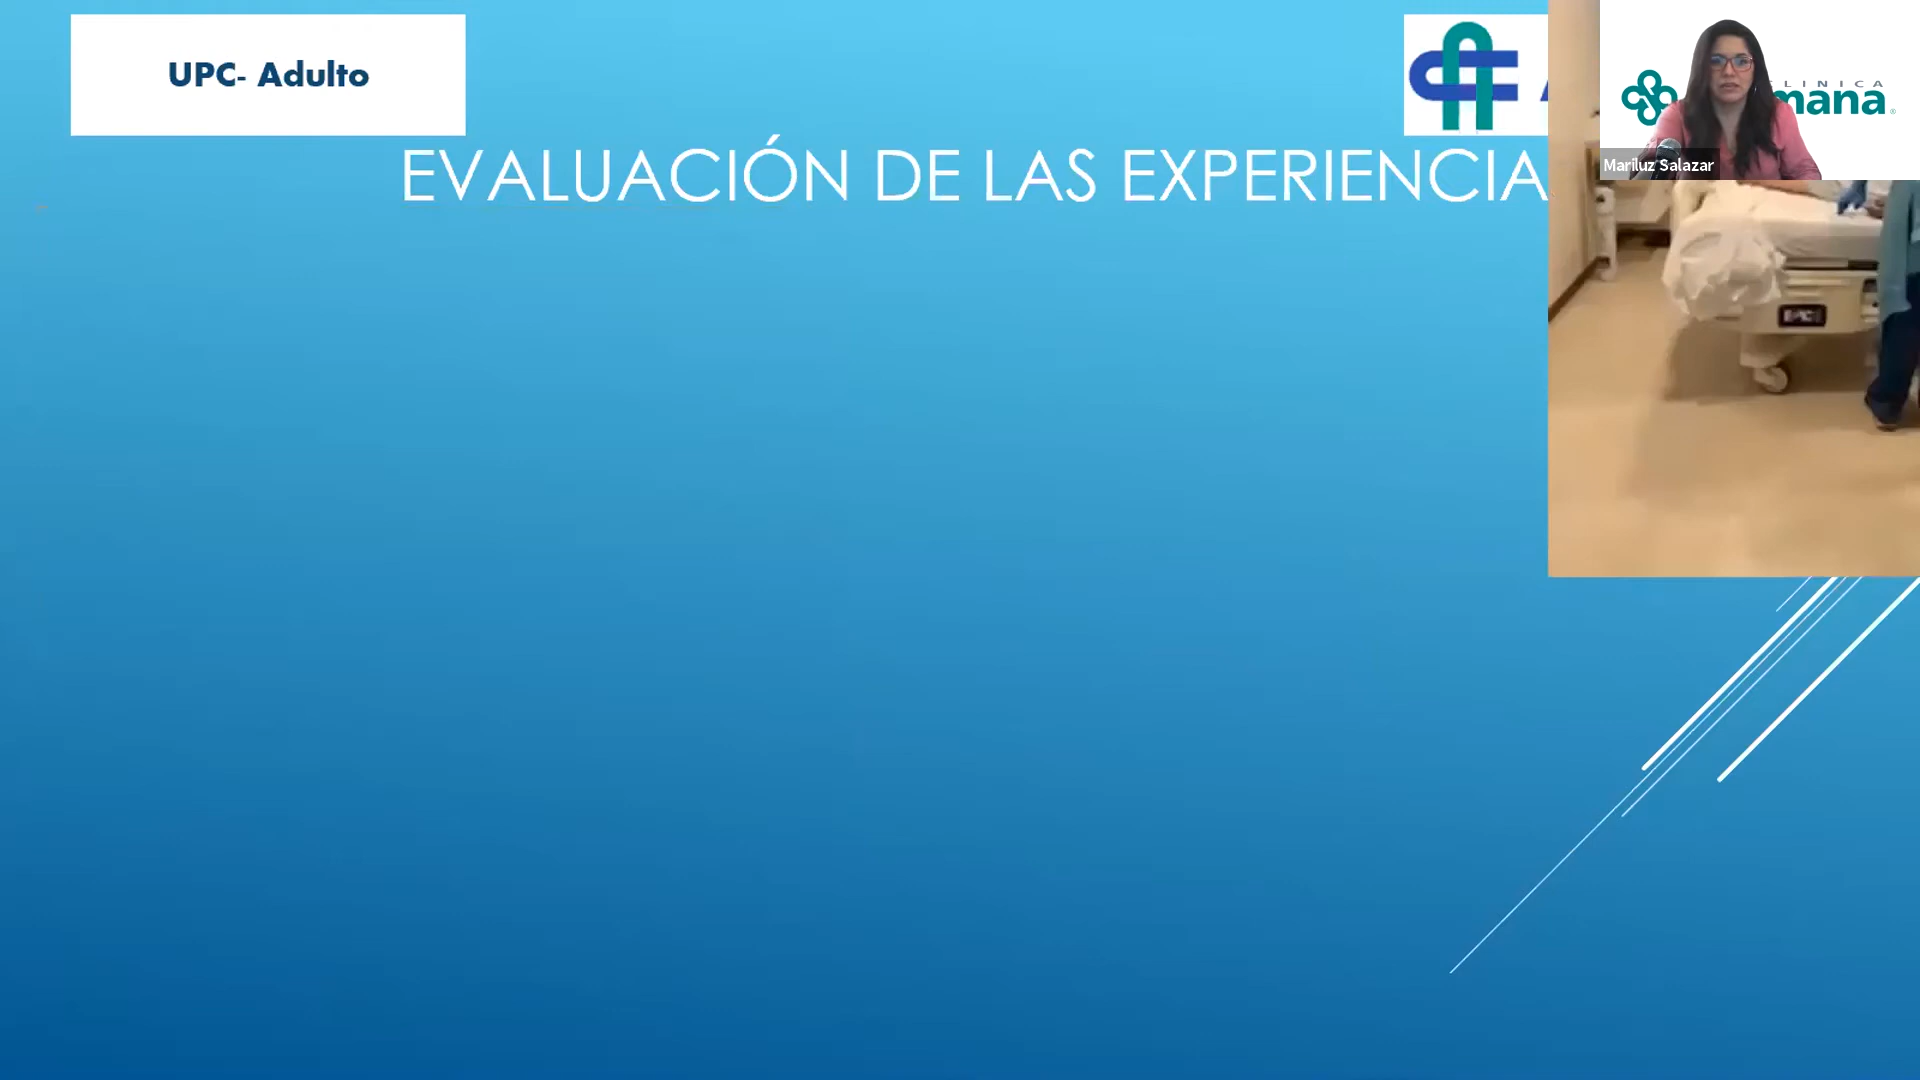 UPC- Adulto
EVALUACIÓN DE LAS EXPERIENCIA
CLINICA
mana
Mariluz Salazar